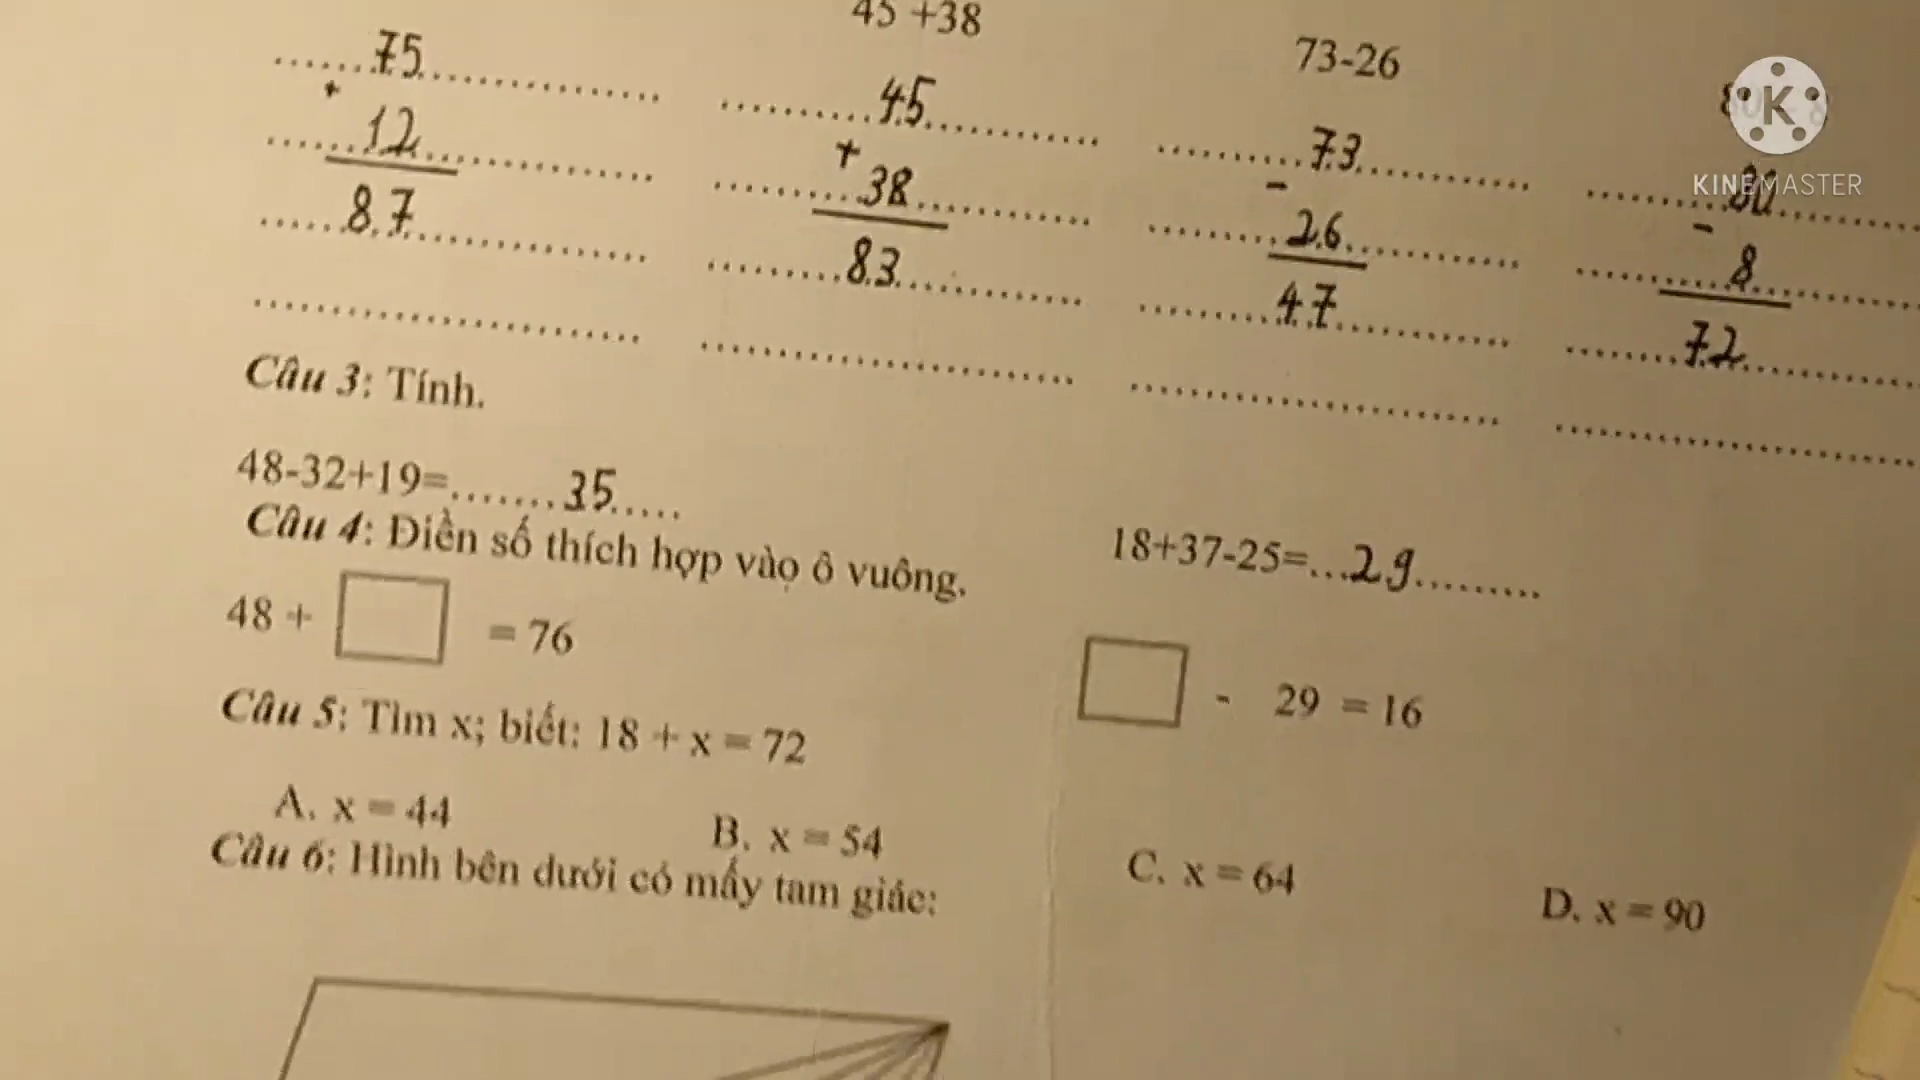 45 +38
73-26
75
+
12
87
45
+
38
83
73
-
26
47
80
-
8
72
KINEMASTER
Câu 3: Tính.
48-32+19=.......35.....
18+37-25=...29.........
Câu 4: Điền số thích hợp vào ô vuông.
48 + = 76
- 29 = 16
Câu 5: Tìm x; biết: 18 + x = 72
A. x = 44
B. x = 54
C. x = 64
D. x = 90
Câu 6: Hình bên dưới có mấy tam giác: